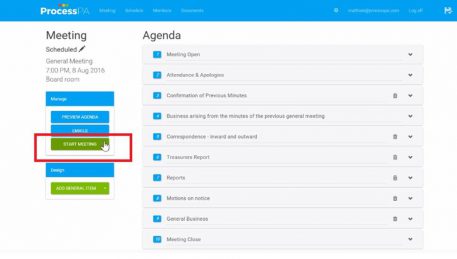 ProcessPA
Meeting
Schedule
Members
Documents
matthew@processpa.com
Log off
Meeting
Scheduled
General Meeting
7:00 PM, 8 Aug 2016
Board room
Manage
PREVIEW AGENDA
START MEETING
Design
ADD GENERAL ITEM
Agenda
1 Meeting Open
2 Attendance & Apologies
3 Confirmation of Previous Minutes
4 Business arising from the minutes of the previous general meeting
5 Correspondence - inward and outward
6 Treasurers Report
7 Reports
8 Motions on notice
9 General Business
10 Meeting Close